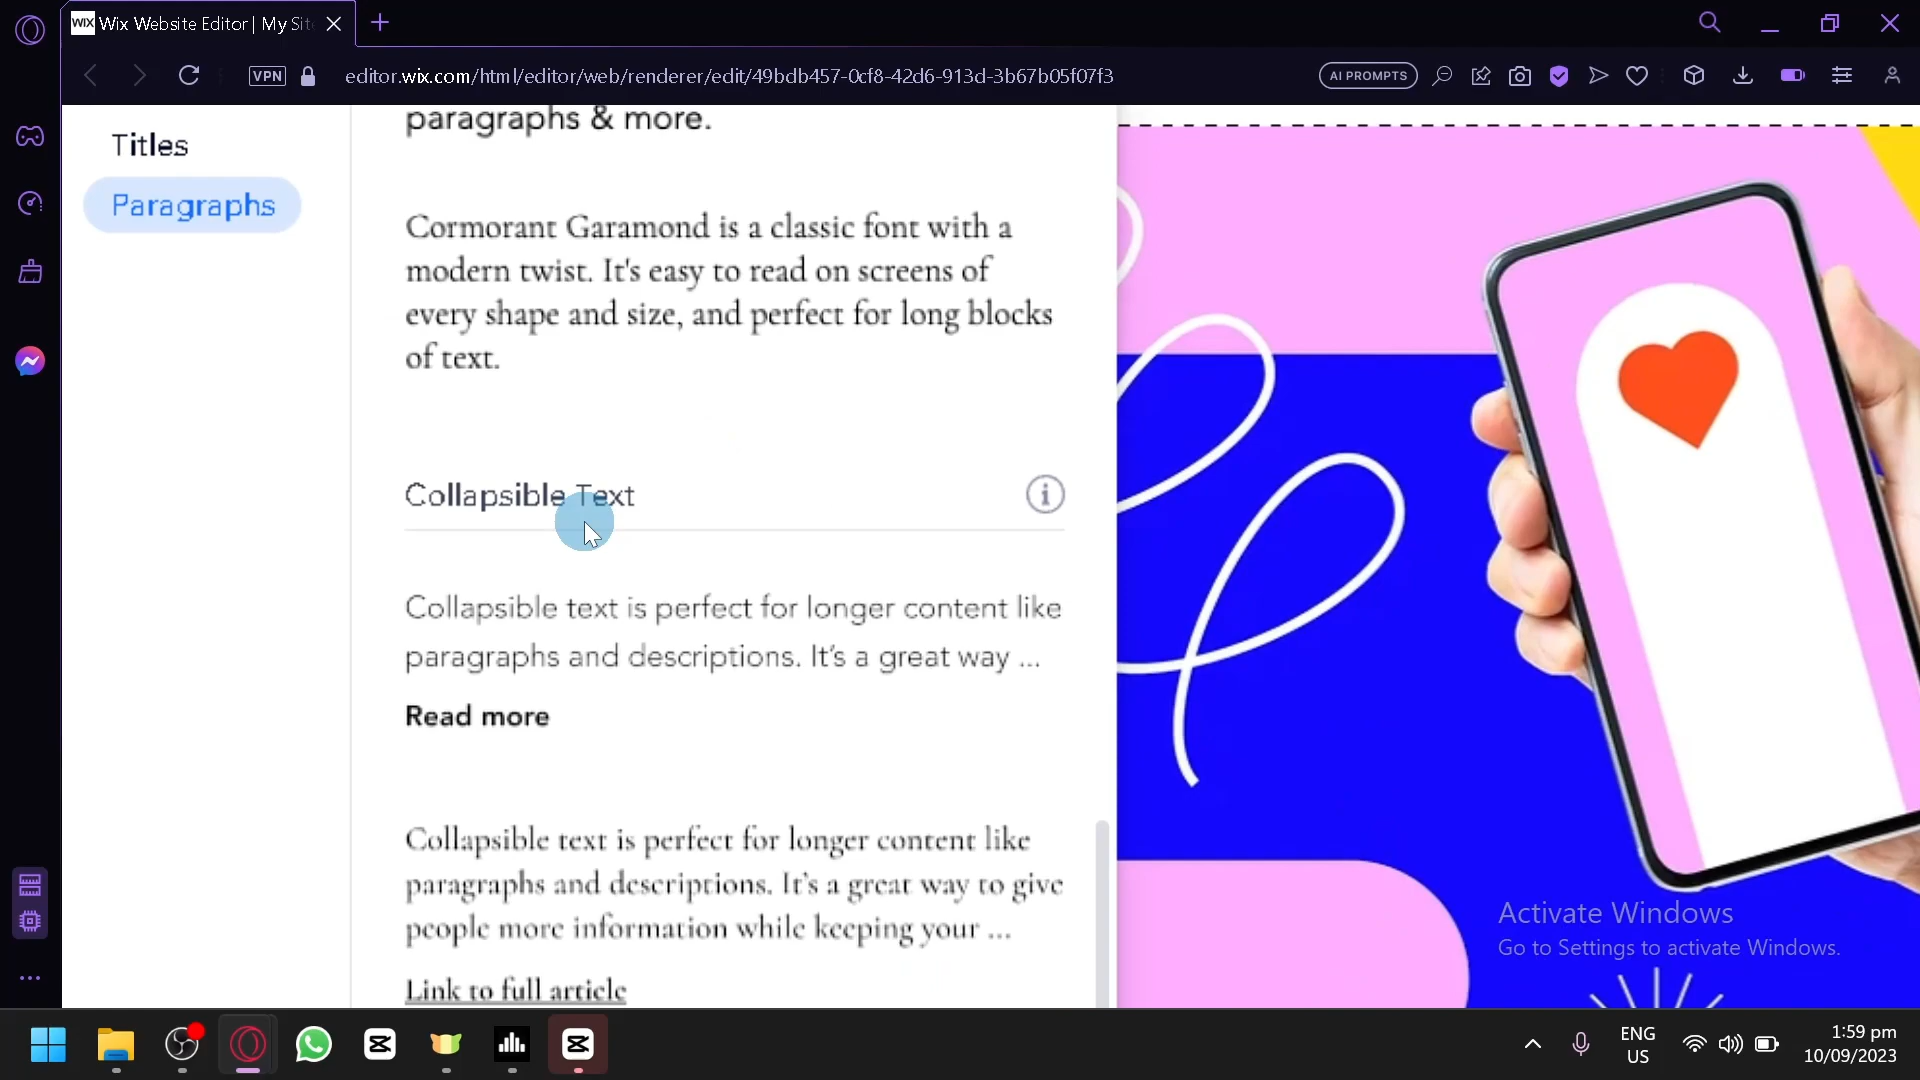 WIX Wix Website Editor | My Sit
VPN
editor.wix.com/html/editor/web/renderer/edit/49bdb457-0cf8-42d6-913d-3b67b05f07f3
AI PROMPTS
Titles
Paragraphs
paragraphs & more.
Cormorant Garamond is a classic font with a
modern twist. It's easy to read on screens of
every shape and size, and perfect for long blocks
of text.
Collapsible Text
Collapsible text is perfect for longer content like
paragraphs and descriptions. It's a great way ...
Read more
Collapsible text is perfect for longer content like
paragraphs and descriptions. It's a great way to give
people more information while keeping your ...
Link to full article
Activate Windows
Go to Settings to activate Windows.
ENG
US
1:59 pm
10/09/2023